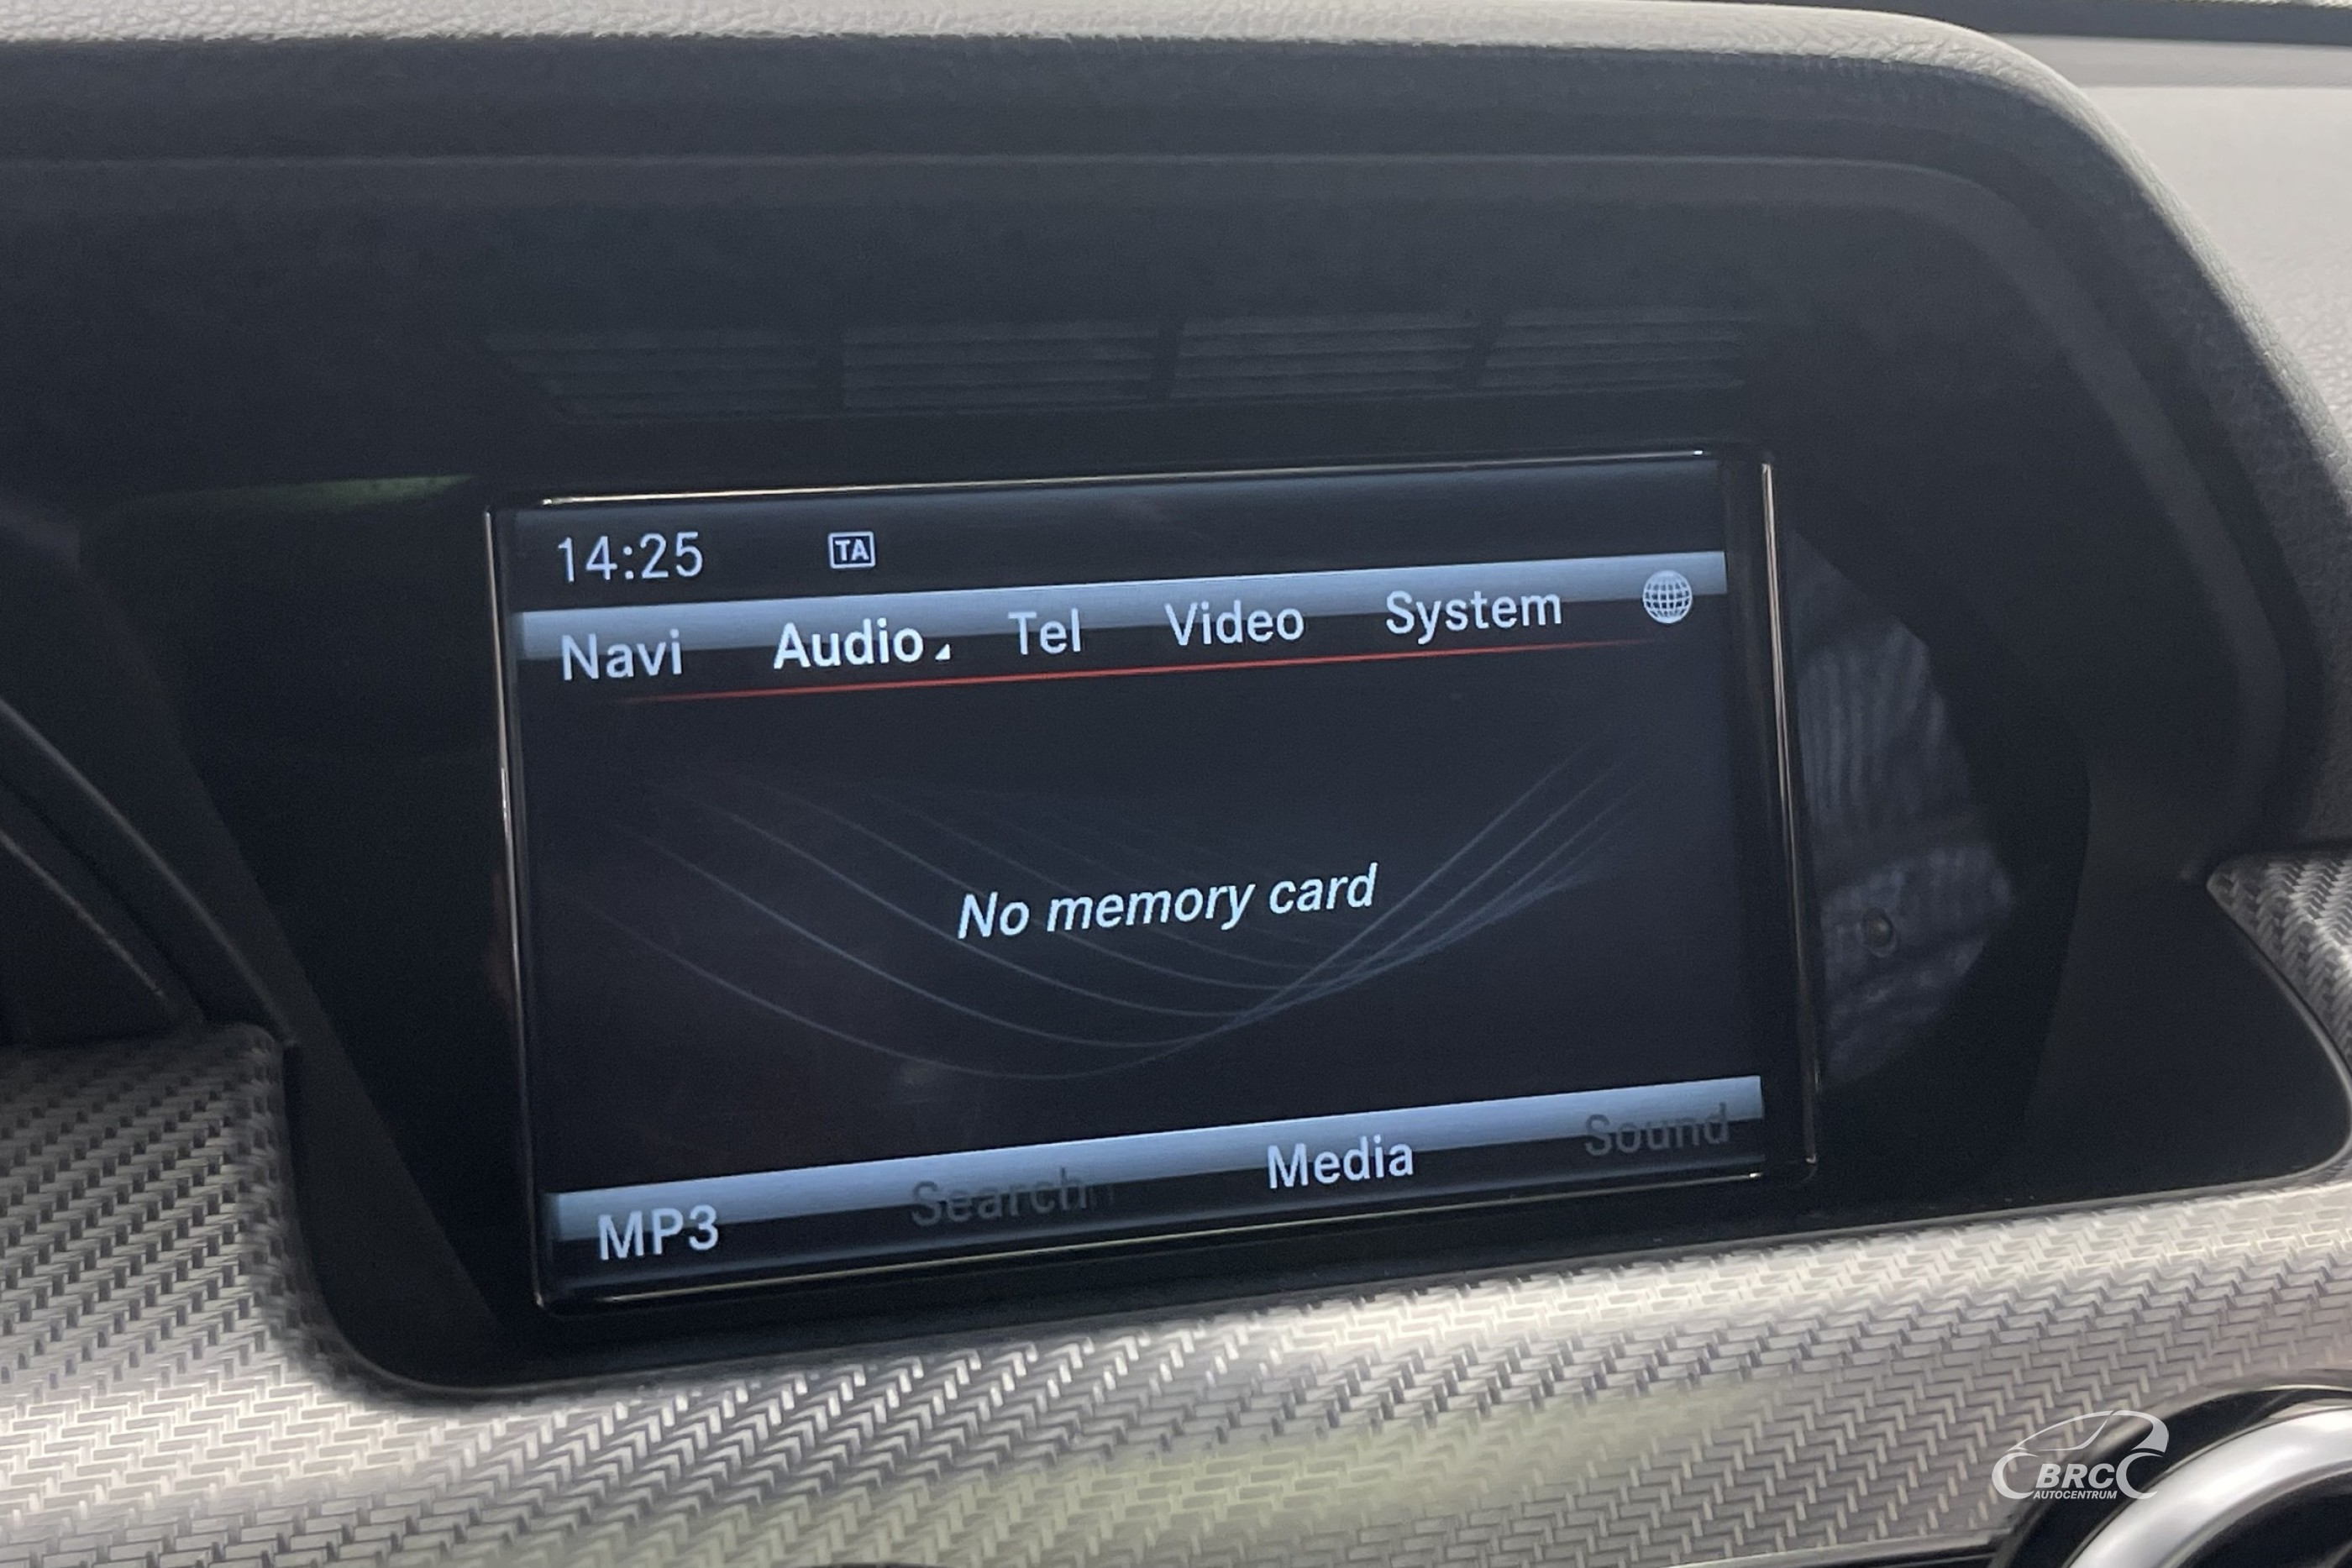 14:25 TA
Navi Audio Tel Video System
No memory card
MP3 Search Media Sound
BRC
AUTOCENTRUM